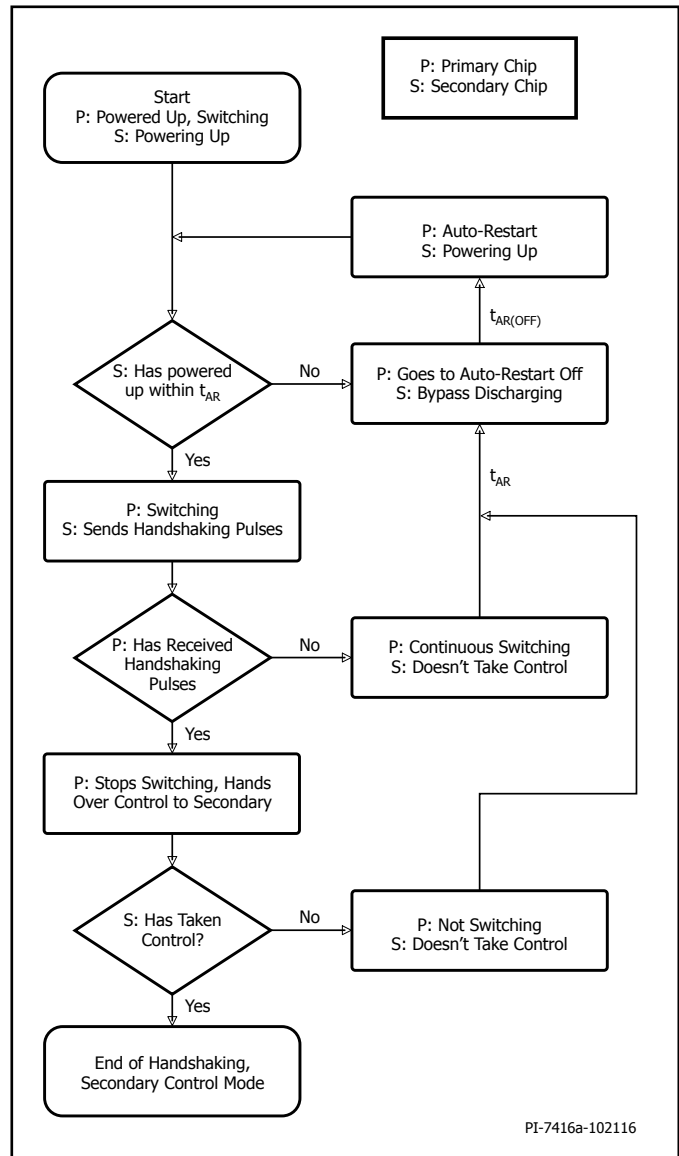 P: Primary Chip
S: Secondary Chip
Start
P: Powered Up, Switching
S: Powering Up
P: Auto-Restart
S: Powering Up
tAR(OFF)
S: Has powered
up within tAR
No
P: Goes to Auto-Restart Off
S: Bypass Discharging
Yes
tAR
P: Switching
S: Sends Handshaking Pulses
P: Has Received
Handshaking
Pulses
No
P: Continuous Switching
S: Doesn't Take Control
Yes
P: Stops Switching, Hands
Over Control to Secondary
S: Has Taken
Control?
No
P: Not Switching
S: Doesn't Take Control
Yes
End of Handshaking,
Secondary Control Mode
PI-7416a-102116